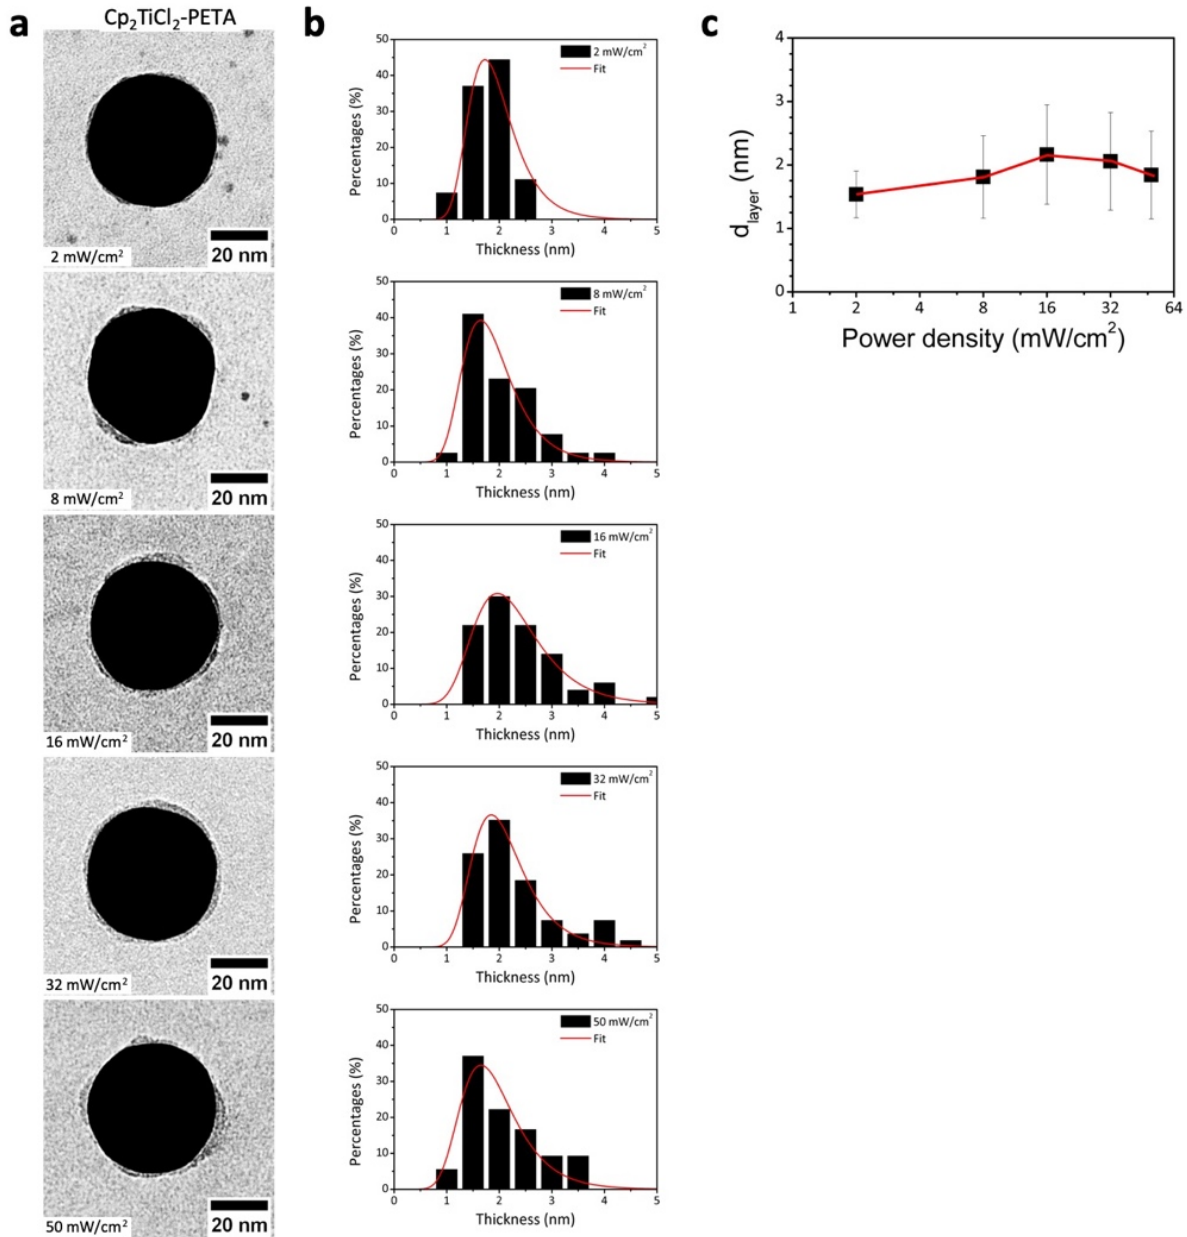 a
Cp₂TiCl₂-PETA
2 mW/cm²
20 nm
8 mW/cm²
20 nm
16 mW/cm²
20 nm
32 mW/cm²
20 nm
50 mW/cm²
20 nm
b
50
40
30
20
10
0
Percentages (%)
2 mW/cm²
Fit
0 1 2 3 4 5
Thickness (nm)
50
40
30
20
10
0
Percentages (%)
8 mW/cm²
Fit
0 1 2 3 4 5
Thickness (nm)
50
40
30
20
10
0
Percentages (%)
16 mW/cm²
Fit
0 1 2 3 4 5
Thickness (nm)
50
40
30
20
10
0
Percentages (%)
32 mW/cm²
Fit
0 1 2 3 4 5
Thickness (nm)
50
40
30
20
10
0
Percentages (%)
50 mW/cm²
Fit
0 1 2 3 4 5
Thickness (nm)
c
4
3
2
1
0
d_layer (nm)
1 2 4 8 16 32 64
Power density (mW/cm²)